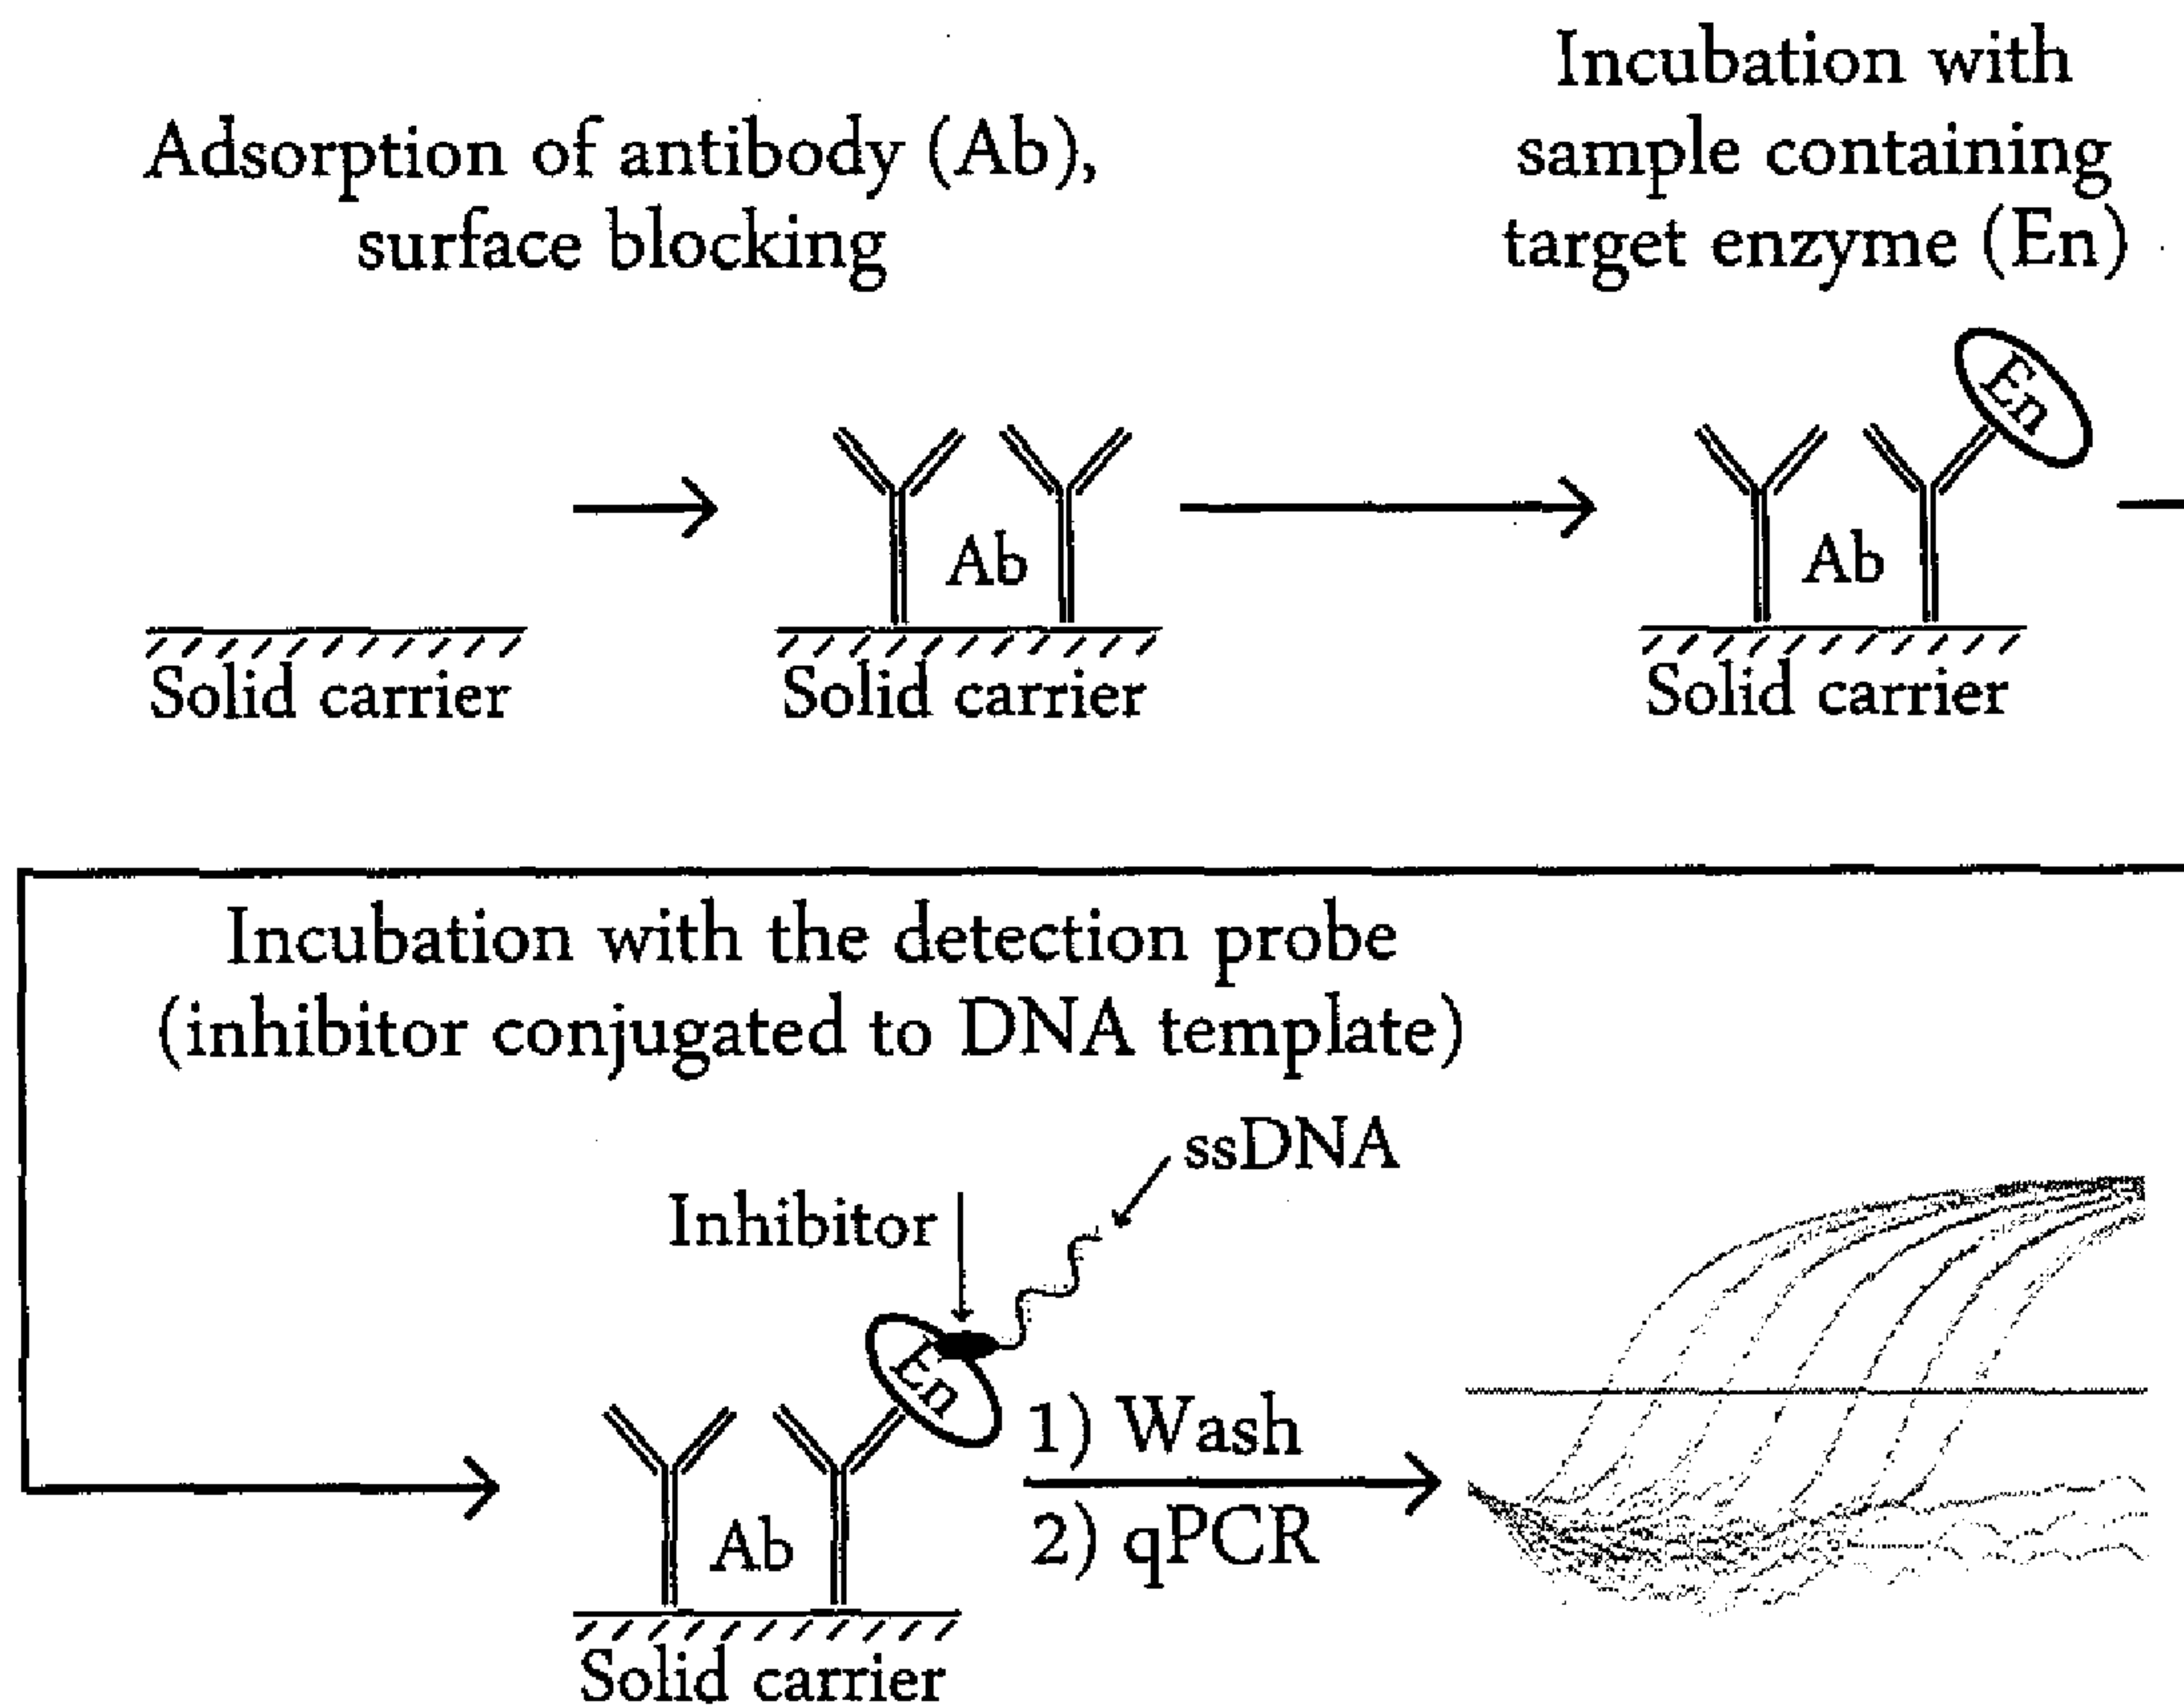 Adsorption of antibody (Ab),
surface blocking
Incubation with
sample containing
target enzyme (En)
Solid carrier
Ab
Solid carrier
En
Ab
Solid carrier
Incubation with the detection probe
(inhibitor conjugated to DNA template)
ssDNA
Inhibitor
En
Ab
Solid carrier
1) Wash
2) qPCR